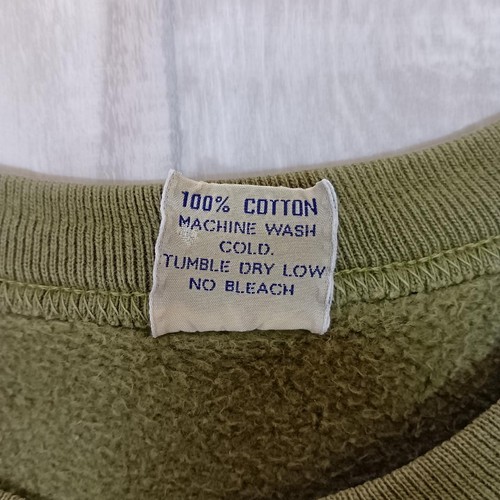 100% COTTON
MACHINE WASH
COLD.
TUMBLE DRY LOW
NO BLEACH